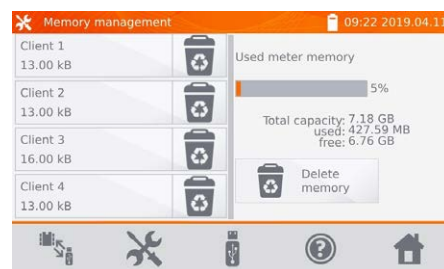 Memory management
09:22 2019.04.11
Client 1
13.00 kB
Client 2
13.00 kB
Client 3
16.00 kB
Client 4
13.00 kB
Used meter memory
5%
Total capacity: 7.18 GB
used: 427.59 MB
free: 6.76 GB
Delete
memory